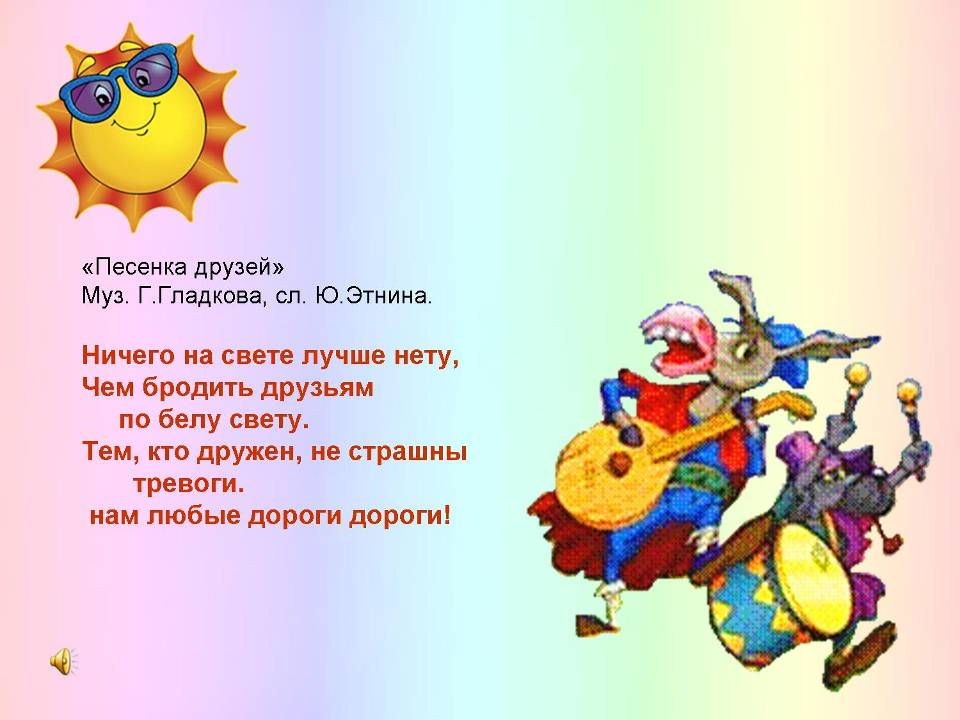 «Песенка друзей»
Муз. Г.Гладкова, сл. Ю.Этнина.
Ничего на свете лучше нету,
Чем бродить друзьям
по белу свету.
Тем, кто дружен, не страшны
тревоги.
нам любые дороги дороги!